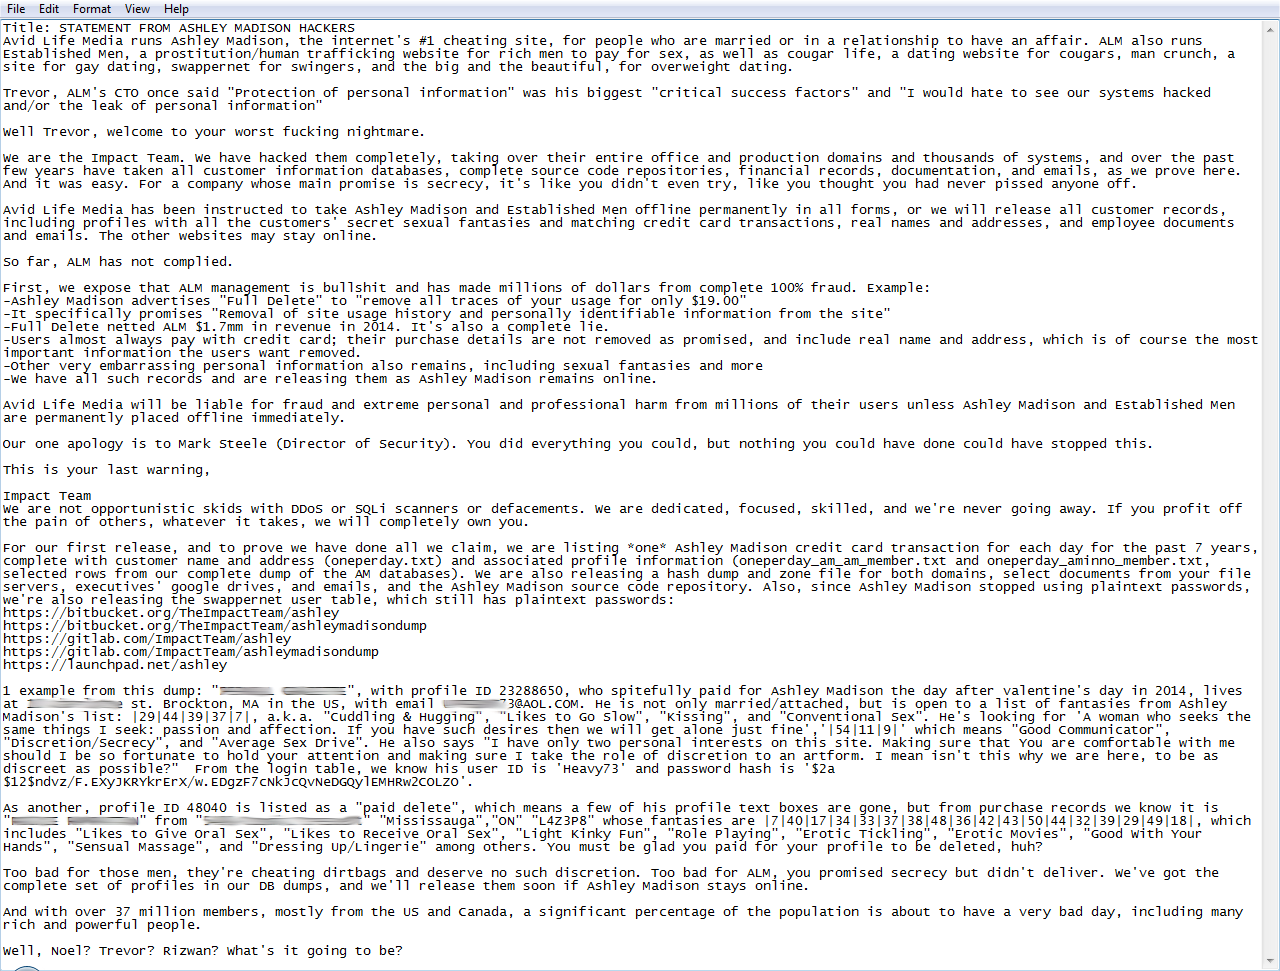 File Edit Format View Help
Title: STATEMENT FROM ASHLEY MADISON HACKERS
Avid Life Media runs Ashley Madison, the internet's #1 cheating site, for people who are married or in a relationship to have an affair. ALM also runs
Established Men, a prostitution/human trafficking website for rich men to pay for sex, as well as cougar life, a dating website for cougars, man crunch, a
site for gay dating, swappernet for swingers, and the big and the beautiful, for overweight dating.
Trevor, ALM's CTO once said "Protection of personal information" was his biggest "critical success factors" and "I would hate to see our systems hacked
and/or the leak of personal information"
Well Trevor, welcome to your worst fucking nightmare.
We are the Impact Team. We have hacked them completely, taking over their entire office and production domains and thousands of systems, and over the past
few years have taken all customer information databases, complete source code repositories, financial records, documentation, and emails, as we prove here.
And it was easy. For a company whose main promise is secrecy, it's like you didn't even try, like you thought you had never pissed anyone off.
Avid Life Media has been instructed to take Ashley Madison and Established Men offline permanently in all forms, or we will release all customer records,
including profiles with all the customers' secret sexual fantasies and matching credit card transactions, real names and addresses, and employee documents
and emails. The other websites may stay online.
So far, ALM has not complied.
First, we expose that ALM management is bullshit and has made millions of dollars from complete 100% fraud. Example:
-Ashley Madison advertises "Full Delete" to "remove all traces of your usage for only $19.00"
-It specifically promises "Removal of site usage history and personally identifiable information from the site"
-Full Delete netted ALM $1.7mm in revenue in 2014. It's also a complete lie.
-Users almost always pay with credit card; their purchase details are not removed as promised, and include real name and address, which is of course the most
important information the users want removed.
-Other very embarrassing personal information also remains, including sexual fantasies and more
-We have all such records and are releasing them as Ashley Madison remains online.
Avid Life Media will be liable for fraud and extreme personal and professional harm from millions of their users unless Ashley Madison and Established Men
are permanently placed offline immediately.
Our one apology is to Mark Steele (Director of Security). You did everything you could, but nothing you could have done could have stopped this.
This is your last warning,
Impact Team
We are not opportunistic skids with DDoS or SQLi scanners or defacements. We are dedicated, focused, skilled, and we're never going away. If you profit off
the pain of others, whatever it takes, we will completely own you.
For our first release, and to prove we have done all we claim, we are listing *one* Ashley Madison credit card transaction for each day for the past 7 years,
complete with customer name and address (oneperday.txt) and associated profile information (oneperday_am_am_member.txt and oneperday_aminno_member.txt,
selected rows from our complete dump of the AM databases). We are also releasing a hash dump and zone file for both domains, select documents from your file
servers, executives' google drives, and emails, and the Ashley Madison source code repository. Also, since Ashley Madison stopped using plaintext passwords,
we're also releasing the swappernet user table, which still has plaintext passwords:
https://bitbucket.org/TheImpactTeam/ashley
https://bitbucket.org/TheImpactTeam/ashleymadisondump
https://gitlab.com/ImpactTeam/ashley
https://gitlab.com/ImpactTeam/ashleymadisondump
https://launchpad.net/ashley
1 example from this dump: " ", with profile ID 23288650, who spitefully paid for Ashley Madison the day after valentine's day in 2014, lives
at st. Brockton, MA in the US, with email 73@AOL.COM. He is not only married/attached, but is open to a list of fantasies from Ashley
Madison's list: |29|44|39|37|7|, a.k.a. "Cuddling & Hugging", "Likes to Go Slow", "Kissing", and "Conventional Sex". He's looking for 'A woman who seeks the
same things I seek: passion and affection. If you have such desires then we will get alone just fine','|54|11|9|' which means "Good Communicator",
"Discretion/Secrecy", and "Average Sex Drive". He also says "I have only two personal interests on this site. Making sure that You are comfortable with me
should I be so fortunate to hold your attention and making sure I take the role of discretion to an artform. I mean isn't this why we are here, to be as
discreet as possible?" From the login table, we know his user ID is 'Heavy73' and password hash is '$2a
$12$ndvz/F.EXyJKRYkrErX/w.EDgzF7cNkJcQvNeDGQylEMHRw2COLZO'.
As another, profile ID 48040 is listed as a "paid delete", which means a few of his profile text boxes are gone, but from purchase records we know it is
" " from " " "Mississauga","ON" "L4Z3P8" whose fantasies are |7|40|17|34|33|37|38|48|36|42|43|50|44|32|39|29|49|18|, which
includes "Likes to Give Oral Sex", "Likes to Receive Oral Sex", "Light Kinky Fun", "Role Playing", "Erotic Tickling", "Erotic Movies", "Good With Your
Hands", "Sensual Massage", and "Dressing Up/Lingerie" among others. You must be glad you paid for your profile to be deleted, huh?
Too bad for those men, they're cheating dirtbags and deserve no such discretion. Too bad for ALM, you promised secrecy but didn't deliver. We've got the
complete set of profiles in our DB dumps, and we'll release them soon if Ashley Madison stays online.
And with over 37 million members, mostly from the US and Canada, a significant percentage of the population is about to have a very bad day, including many
rich and powerful people.
Well, Noel? Trevor? Rizwan? What's it going to be?